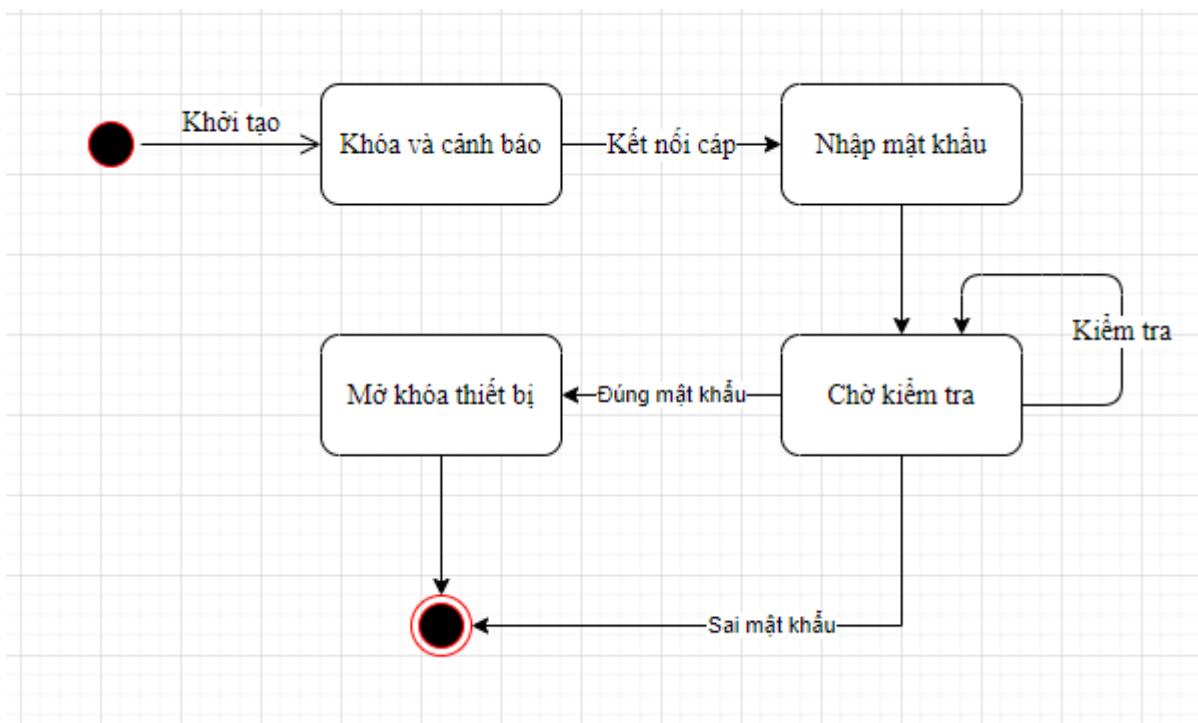 Khởi tạo
Khóa và cảnh báo
Kết nối cáp
Nhập mật khẩu
Kiểm tra
Mở khóa thiết bị
Đúng mật khẩu
Chờ kiểm tra
Sai mật khẩu